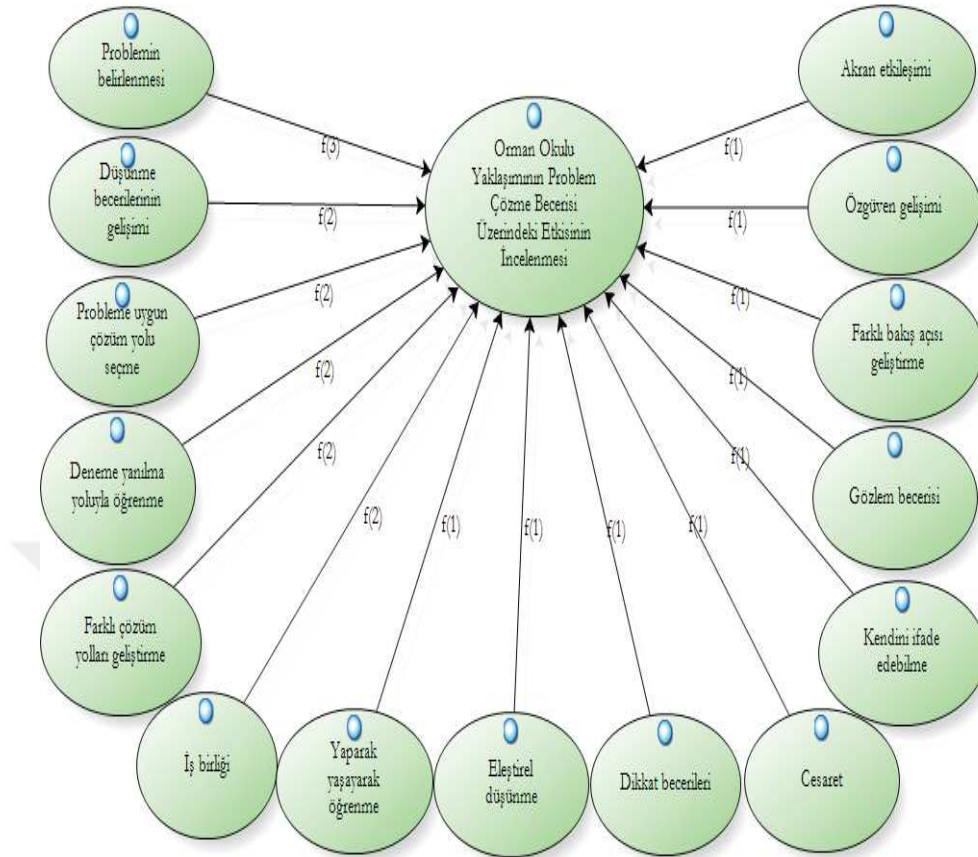 Problemin
belirlenmesi
Akran etkileşimi
f(3)
f(1)
Orman Okulu
Yaklaşımının Problem
Çözme Becerisi
Üzerindeki Etkisinin
İncelenmesi
Düşünme
becerilerinin
gelişimi
f(2)
f(1)
Özgüven gelişimi
Probleme uygun
çözüm yolu
seçme
f(2)
f(1)
Farklı bakış açısı
geliştirme
Deneme yanılma
yoluyla öğrenme
f(2)
f(1)
Gözlem becerisi
Farklı çözüm
yolları geliştirme
f(2)
f(1)
Kendini ifade
edebilme
f(2)
f(1)
f(1)
f(1)
f(1)
İş birliği
Yaparak
yaşayarak
öğrenme
Eleştirel
düşünme
Dikkat becerileri
Cesaret